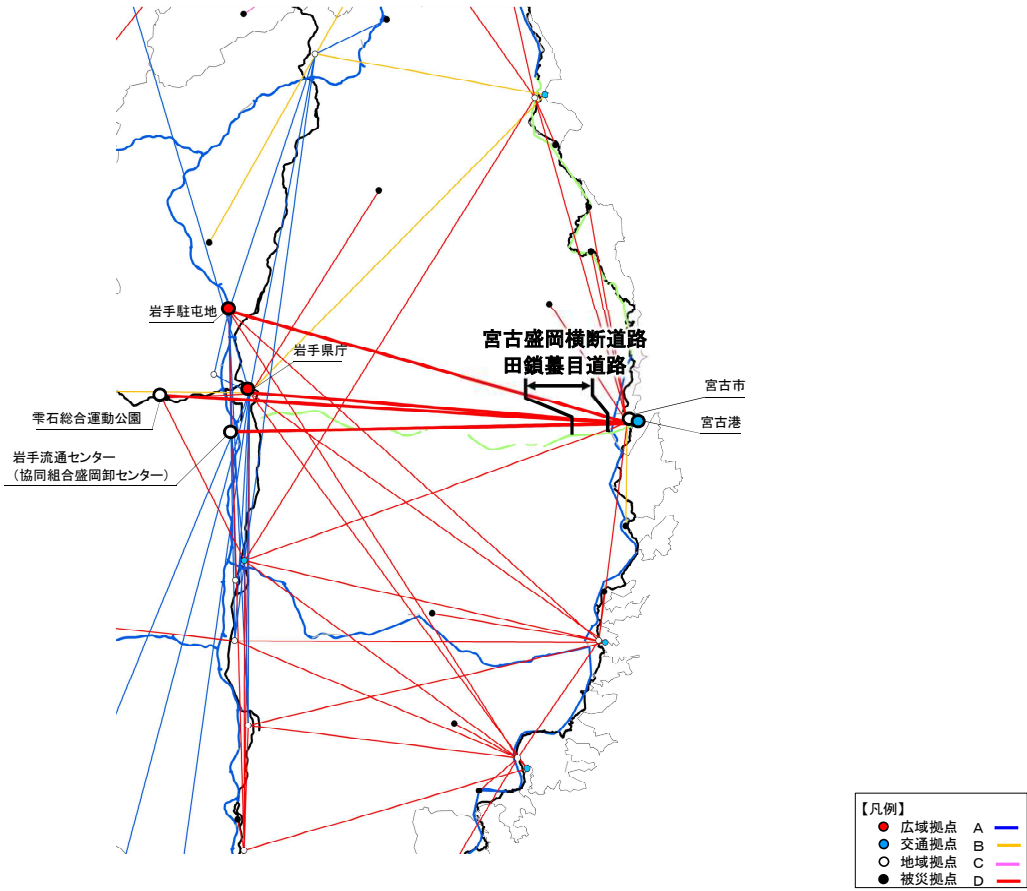 岩手駐屯地
岩手県庁
宮古盛岡横断道路
田鎖蟇目道路
宮古市
宮古港
雫石総合運動公園
岩手流通センター
（協同組合盛岡卸センター）
【凡例】
広域拠点 A
交通拠点 B
地域拠点 C
被災拠点 D